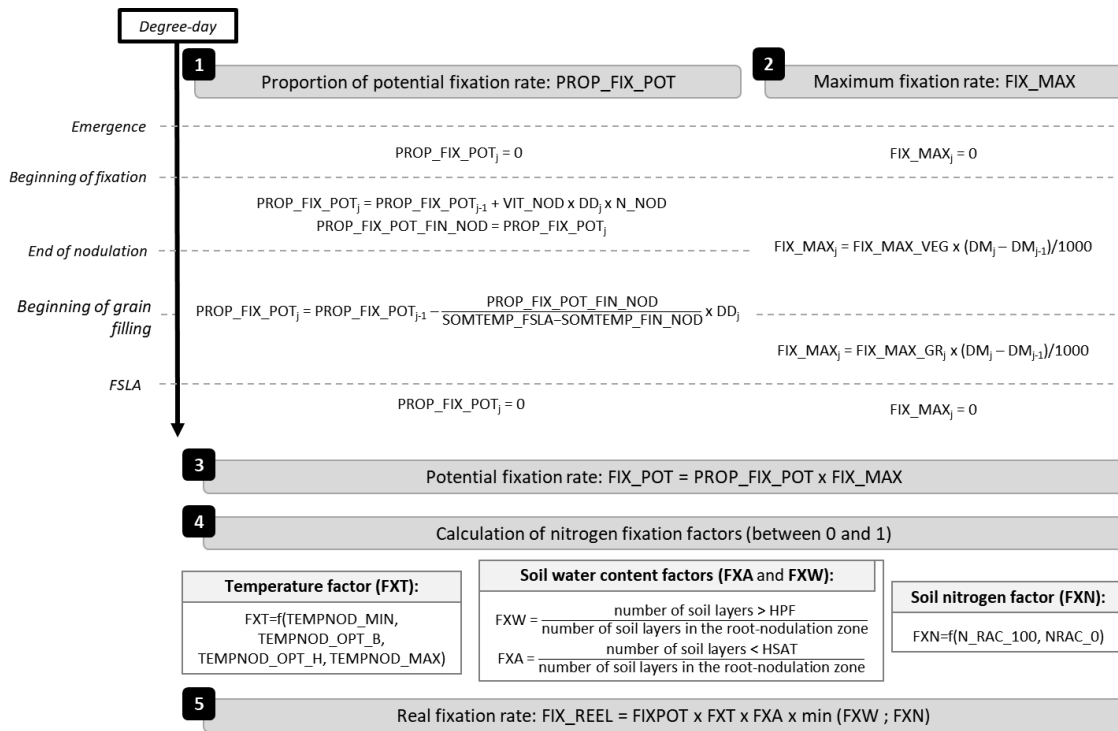 Degree-day
1
Proportion of potential fixation rate: PROP_FIX_POT
2
Maximum fixation rate: FIX_MAX
Emergence
PROP_FIX_POTj = 0
FIX_MAXj = 0
Beginning of fixation
PROP_FIX_POTj = PROP_FIX_POTj-1 + VIT_NOD x DDj x N_NOD
PROP_FIX_POT_FIN_NOD = PROP_FIX_POTj
End of nodulation
FIX_MAXj = FIX_MAX_VEG x (DMj – DMj-1)/1000
Beginning of grain
filling
PROP_FIX_POTj = PROP_FIX_POTj-1 − PROP_FIX_POT_FIN_NOD / SOMTEMP_FSLA−SOMTEMP_FIN_NOD x DDj
FIX_MAXj = FIX_MAX_GRj x (DMj – DMj-1)/1000
FSLA
PROP_FIX_POTj = 0
FIX_MAXj = 0
3
Potential fixation rate: FIX_POT = PROP_FIX_POT x FIX_MAX
4
Calculation of nitrogen fixation factors (between 0 and 1)
Temperature factor (FXT):
FXT=f(TEMPNOD_MIN,
TEMPNOD_OPT_B,
TEMPNOD_OPT_H, TEMPNOD_MAX)
Soil water content factors (FXA and FXW):
FXW = number of soil layers > HPF / number of soil layers in the root-nodulation zone
FXA = number of soil layers < HSAT / number of soil layers in the root-nodulation zone
Soil nitrogen factor (FXN):
FXN=f(N_RAC_100, NRAC_0)
5
Real fixation rate: FIX_REEL = FIXPOT x FXT x FXA x min (FXW ; FXN)